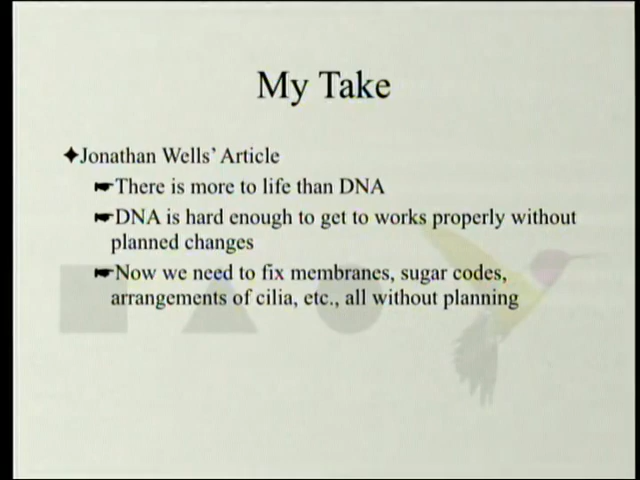 My Take
Jonathan Wells' Article
There is more to life than DNA
DNA is hard enough to get to works properly without
planned changes
Now we need to fix membranes, sugar codes,
arrangements of cilia, etc., all without planning